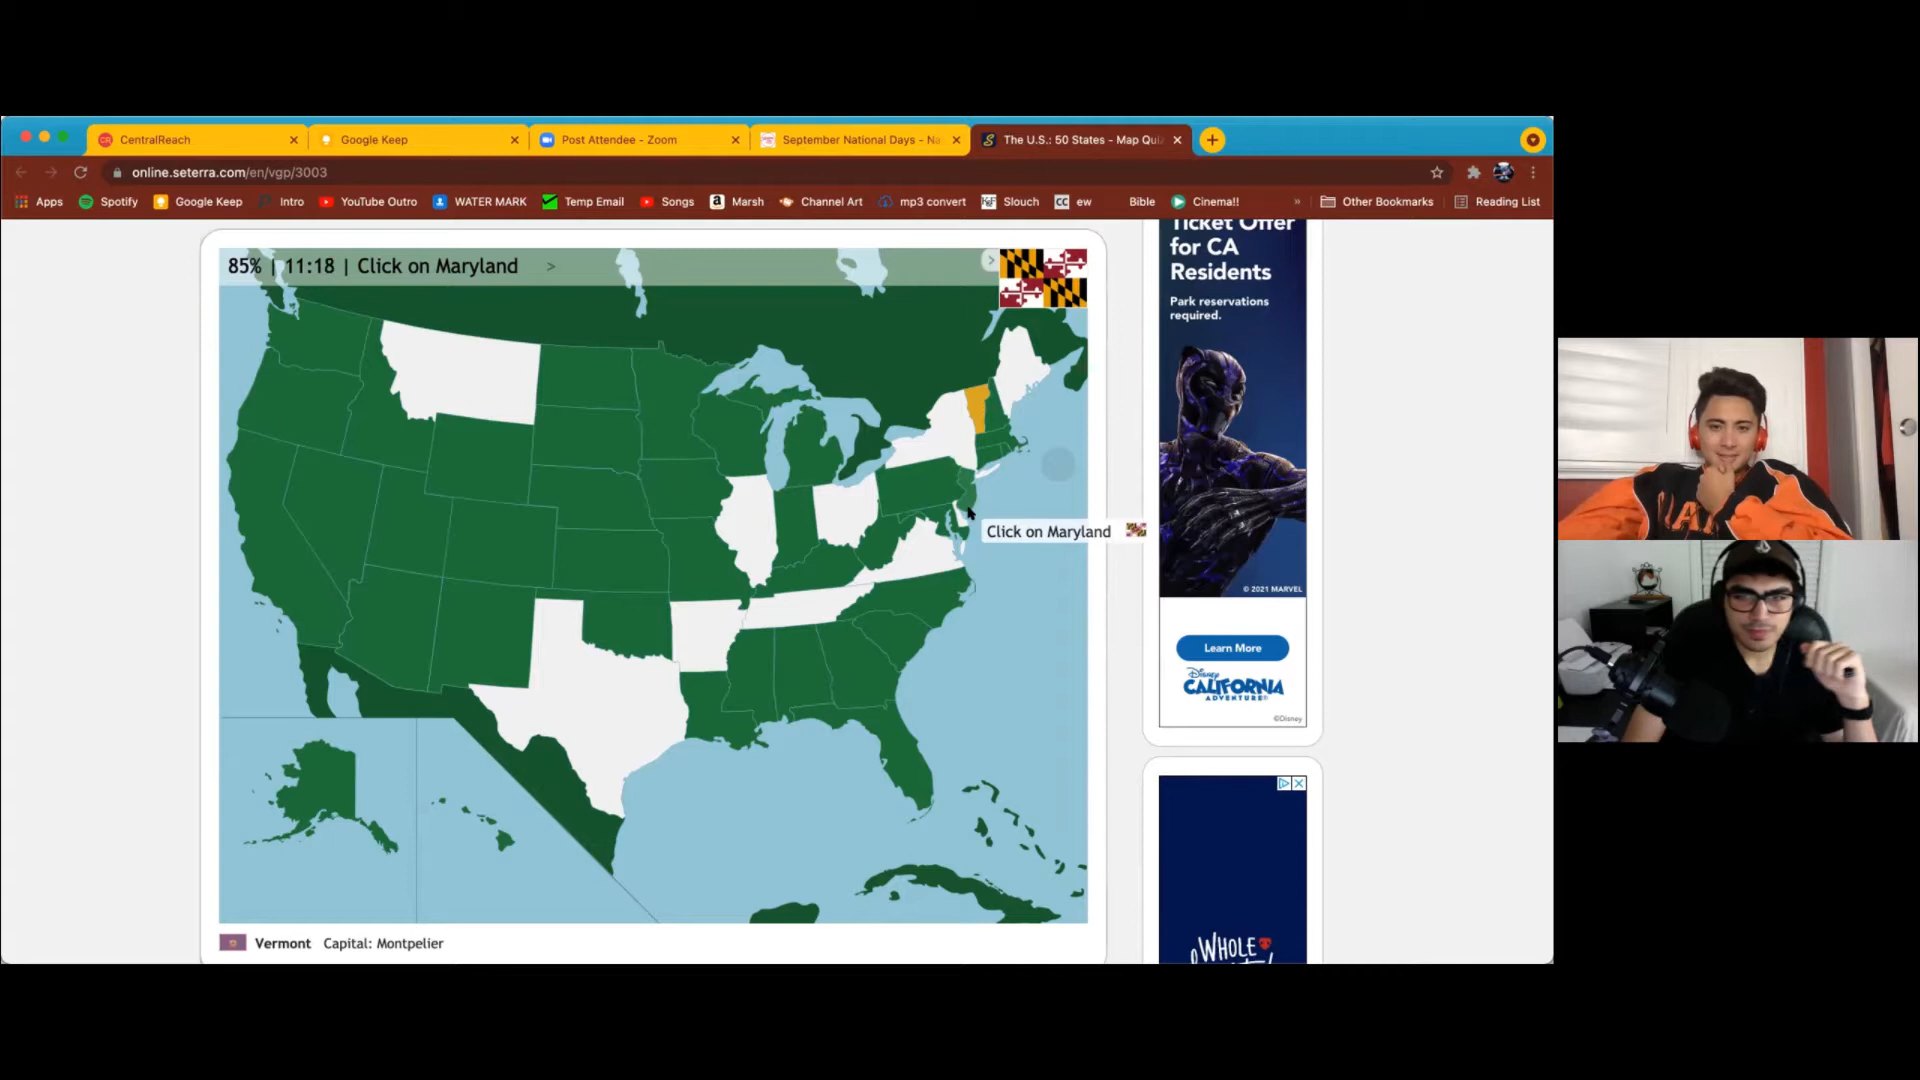 CentralReach
Google Keep
Post Attendee - Zoom
September National Days - Na
The U.S.: 50 States - Map Qui
online.seterra.com/en/vgp/3003
Apps
Spotify
Google Keep
Intro
YouTube Outro
WATER MARK
Temp Email
Songs
Marsh
Channel Art
mp3 convert
Slouch
CC ew
Bible
Cinema!!
»
Other Bookmarks
Reading List
85% | 11:18 | Click on Maryland >
Click on Maryland
Vermont Capital: Montpelier
Ticket Offer
for CA
Residents
Park reservations
required.
© 2021 MARVEL
Learn More
Disney
CALIFORNIA
ADVENTURE
©Disney
WHOLE